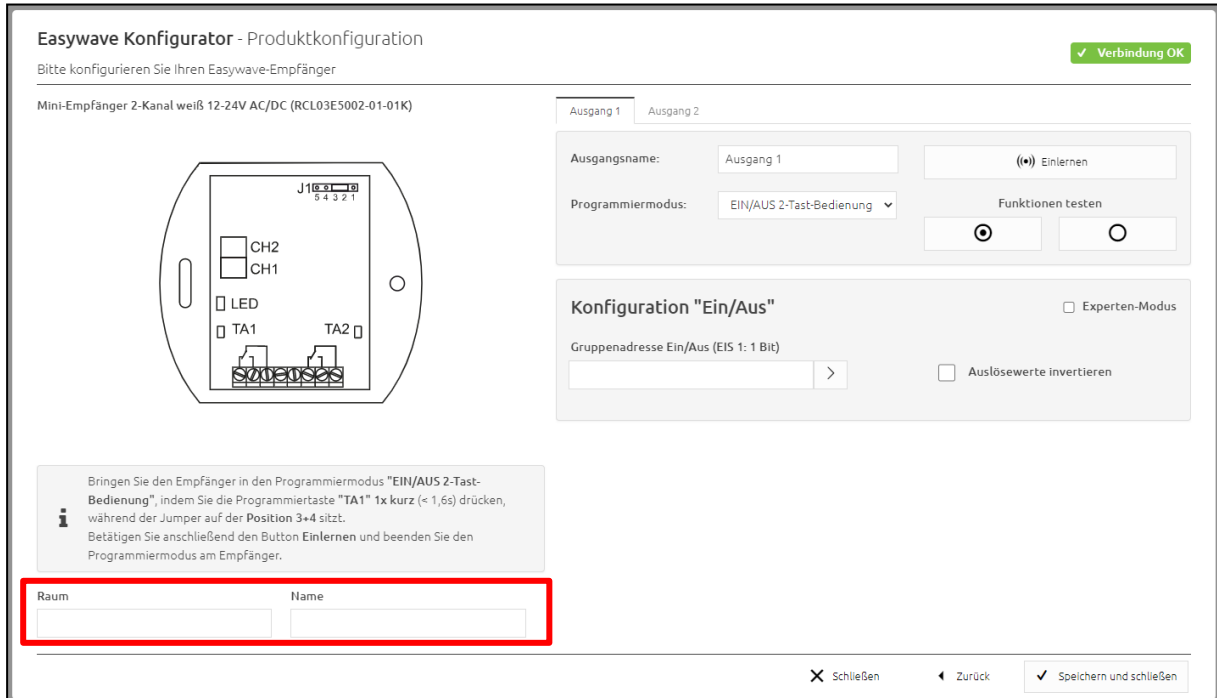 Easywave Konfigurator - Produktkonfiguration
Bitte konfigurieren Sie Ihren Easywave-Empfänger
✓ Verbindung OK
Mini-Empfänger 2-Kanal weiß 12-24V AC/DC (RCL03E5002-01-01K)
J1
5 4 3 2 1
CH2
CH1
LED
TA1 TA2
Bringen Sie den Empfänger in den Programmiermodus "EIN/AUS 2-Tast-
Bedienung", indem Sie die Programmiertaste "TA1" 1x kurz (< 1,6s) drücken,
während der Jumper auf der Position 3+4 sitzt.
Betätigen Sie anschließend den Button Einlernen und beenden Sie den
Programmiermodus am Empfänger.
Raum Name
Ausgang 1 Ausgang 2
Ausgangsname: Ausgang 1 Einlernen
Programmiermodus: EIN/AUS 2-Tast-Bedienung Funktionen testen
Konfiguration "Ein/Aus" Experten-Modus
Gruppenadresse Ein/Aus (EIS 1: 1 Bit)
Auslösewerte invertieren
Schließen Zurück Speichern und schließen